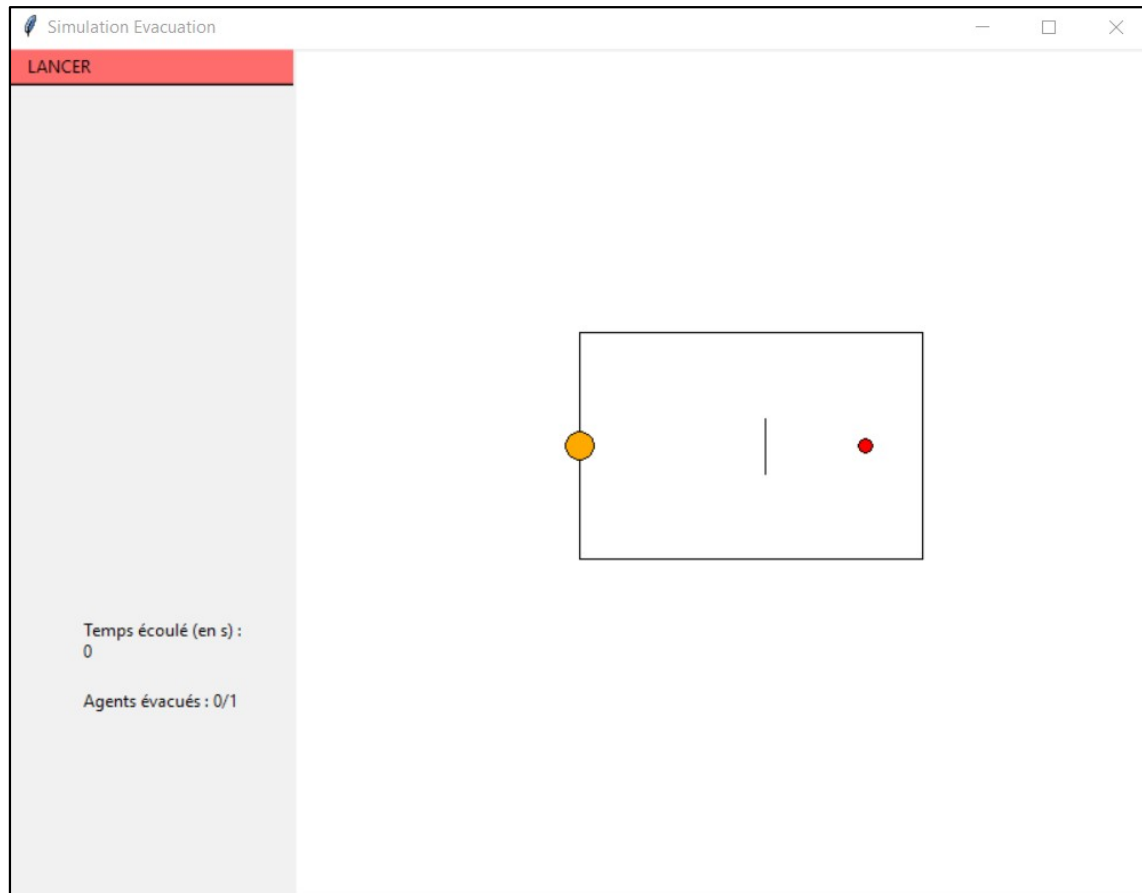 Simulation Evacuation
LANCER
Temps écoulé (en s) :
0
Agents évacués : 0/1